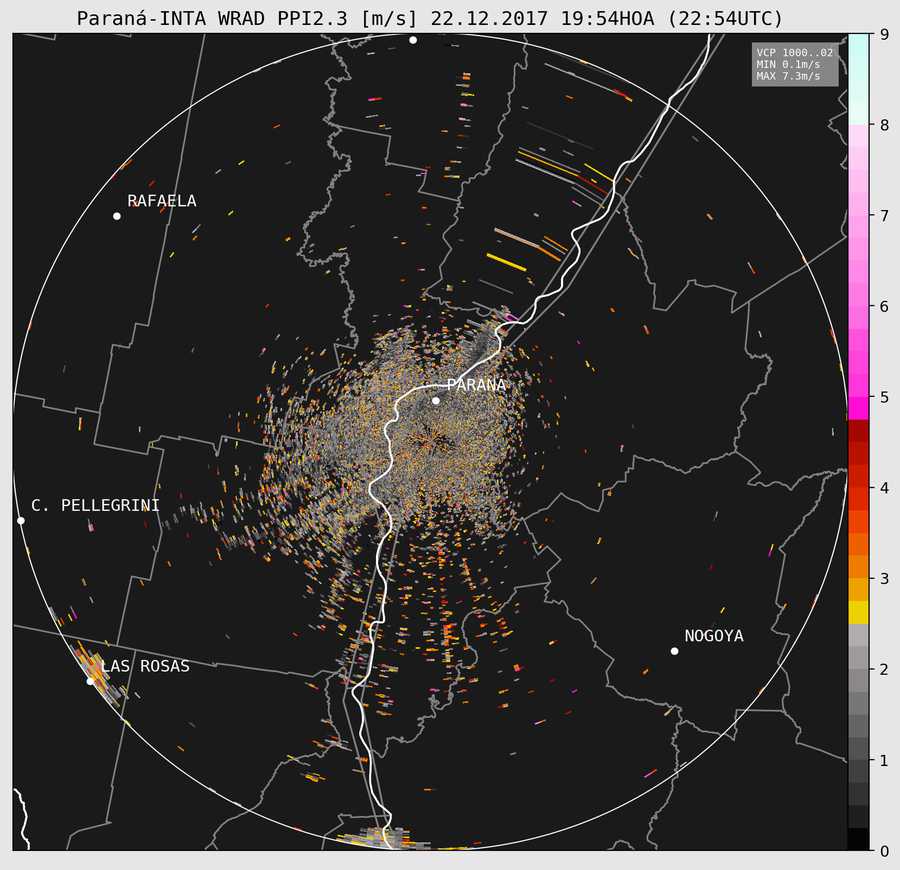 Paraná-INTA WRAD PPI2.3 [m/s] 22.12.2017 19:54HOA (22:54UTC)
VCP 1000..02
MIN 0.1m/s
MAX 7.3m/s
RAFAELA
PARANA
C. PELLEGRINI
NOGOYA
LAS ROSAS
9
8
7
6
5
4
3
2
1
0